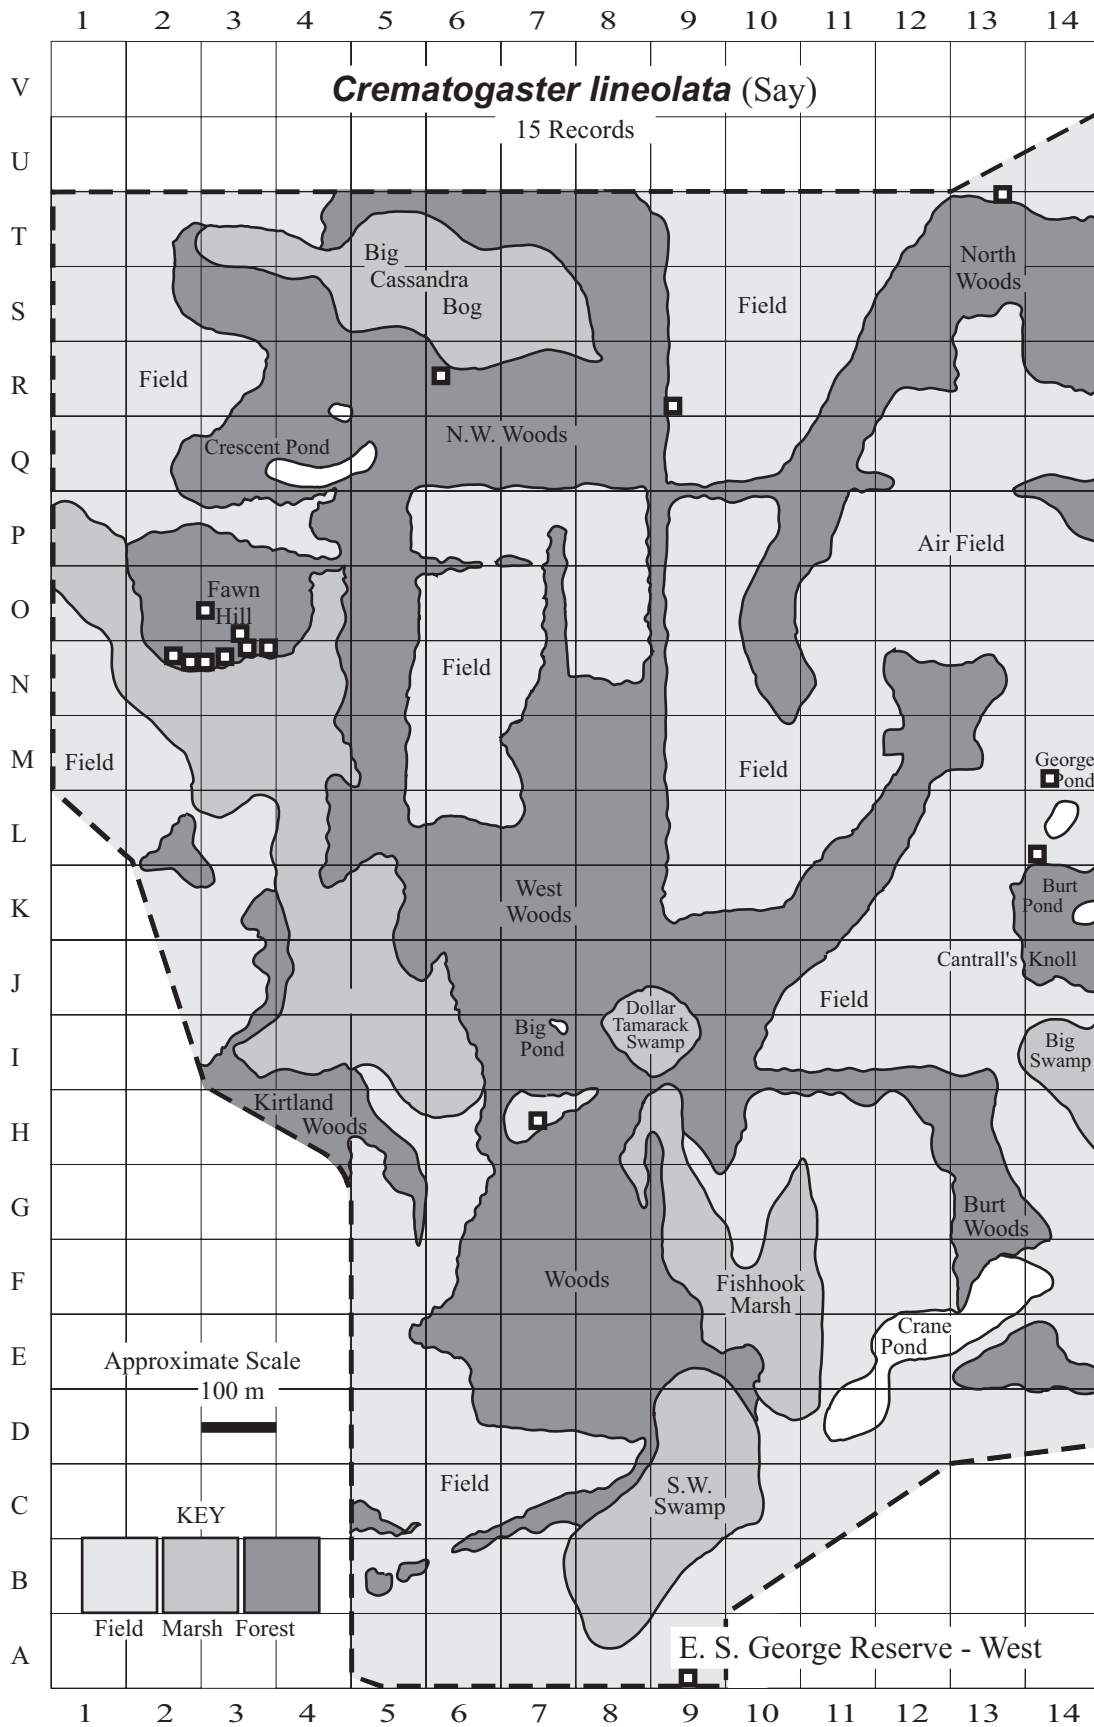 1 2 3 4 5 6 7 8 9 10 11 12 13 14
V
Crematogaster lineolata (Say)
15 Records
U
T
Big
Cassandra
Bog
North
Woods
S
Field
R
Field
N.W. Woods
Q
Crescent Pond
P
Air Field
O
Fawn
Hill
N
Field
M
Field
Field
George
Pond
L
K
West
Woods
Burt
Pond
Cantrall's Knoll
J
Field
Dollar
Tamarack
Swamp
Big
Pond
I
Big
Swamp
Kirtland
Woods
H
G
Burt
Woods
F
Woods
Fishhook
Marsh
Crane
Pond
E
Approximate Scale
100 m
D
Field
S.W.
Swamp
C
KEY
B
Field Marsh Forest
A
E. S. George Reserve - West
1 2 3 4 5 6 7 8 9 10 11 12 13 14